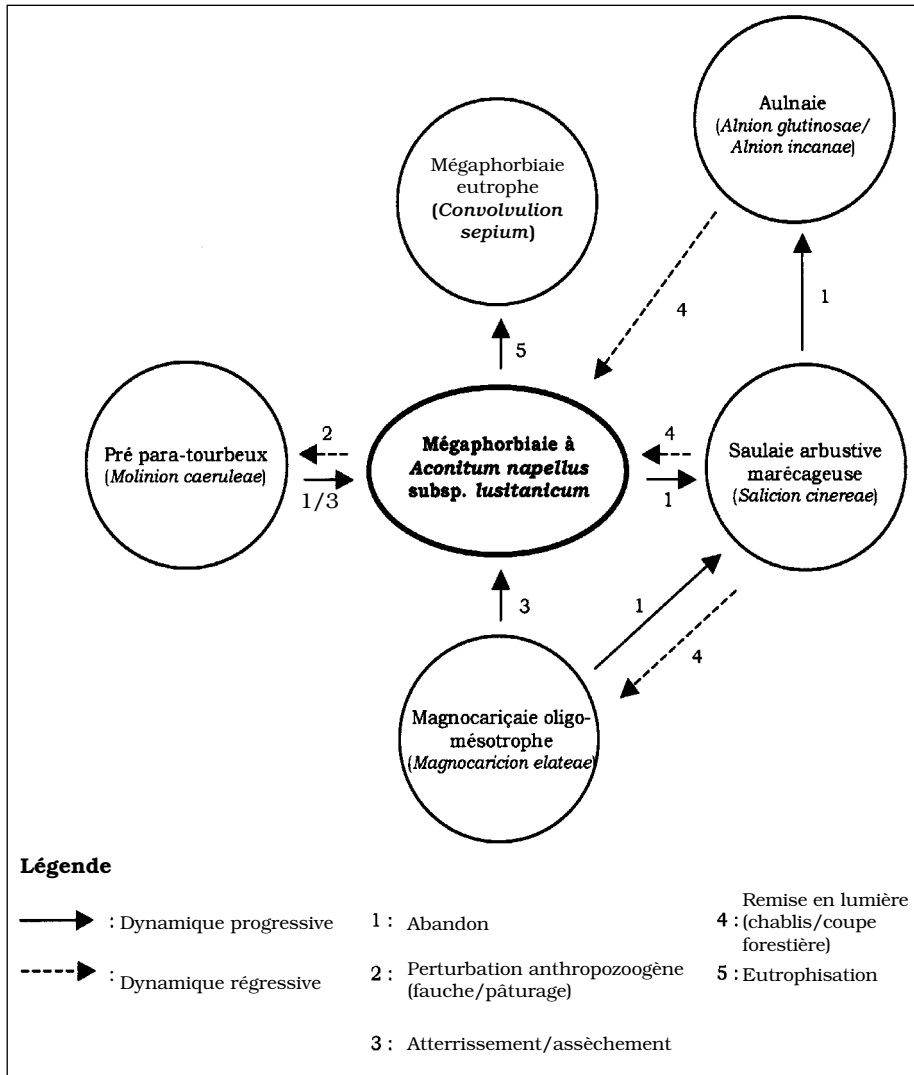 Aulnaie
(Alnion glutinosae/
Alnion incanae)
Mégaphorbiaie
eutrophe
(Convolvulion
sepium)
4
1
5
Pré para-tourbeux
(Molinion caeruleae)
2
1/3
Mégaphorbiaie à
Aconitum napellus
subsp. lusitanicum
4
1
Saulaie arbustive
marécageuse
(Salicion cinereae)
3
1
4
Magnocariçaie oligo-
mésotrophe
(Magnocaricion elateae)
Légende
: Dynamique progressive
: Dynamique régressive
1 : Abandon
2 : Perturbation anthropozoogène
(fauche/pâturage)
3 : Atterrissement/assèchement
4 : Remise en lumière
(chablis/coupe
forestière)
5 : Eutrophisation